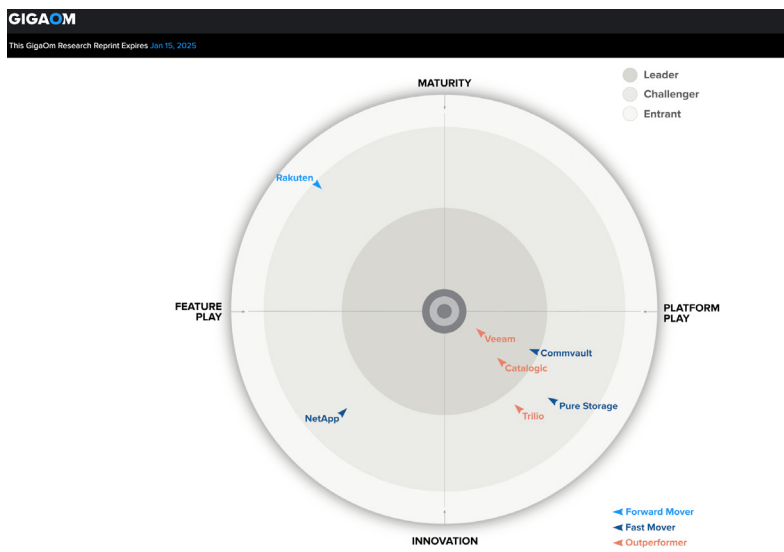 GIGAOM
This GigaOm Research Reprint Expires Jan 15, 2025
MATURITY
Leader
Challenger
Entrant
Rakuten
FEATURE
PLAY
PLATFORM
PLAY
Veeam
Commvault
Catalogic
Pure Storage
NetApp
Trilio
INNOVATION
Forward Mover
Fast Mover
Outperformer